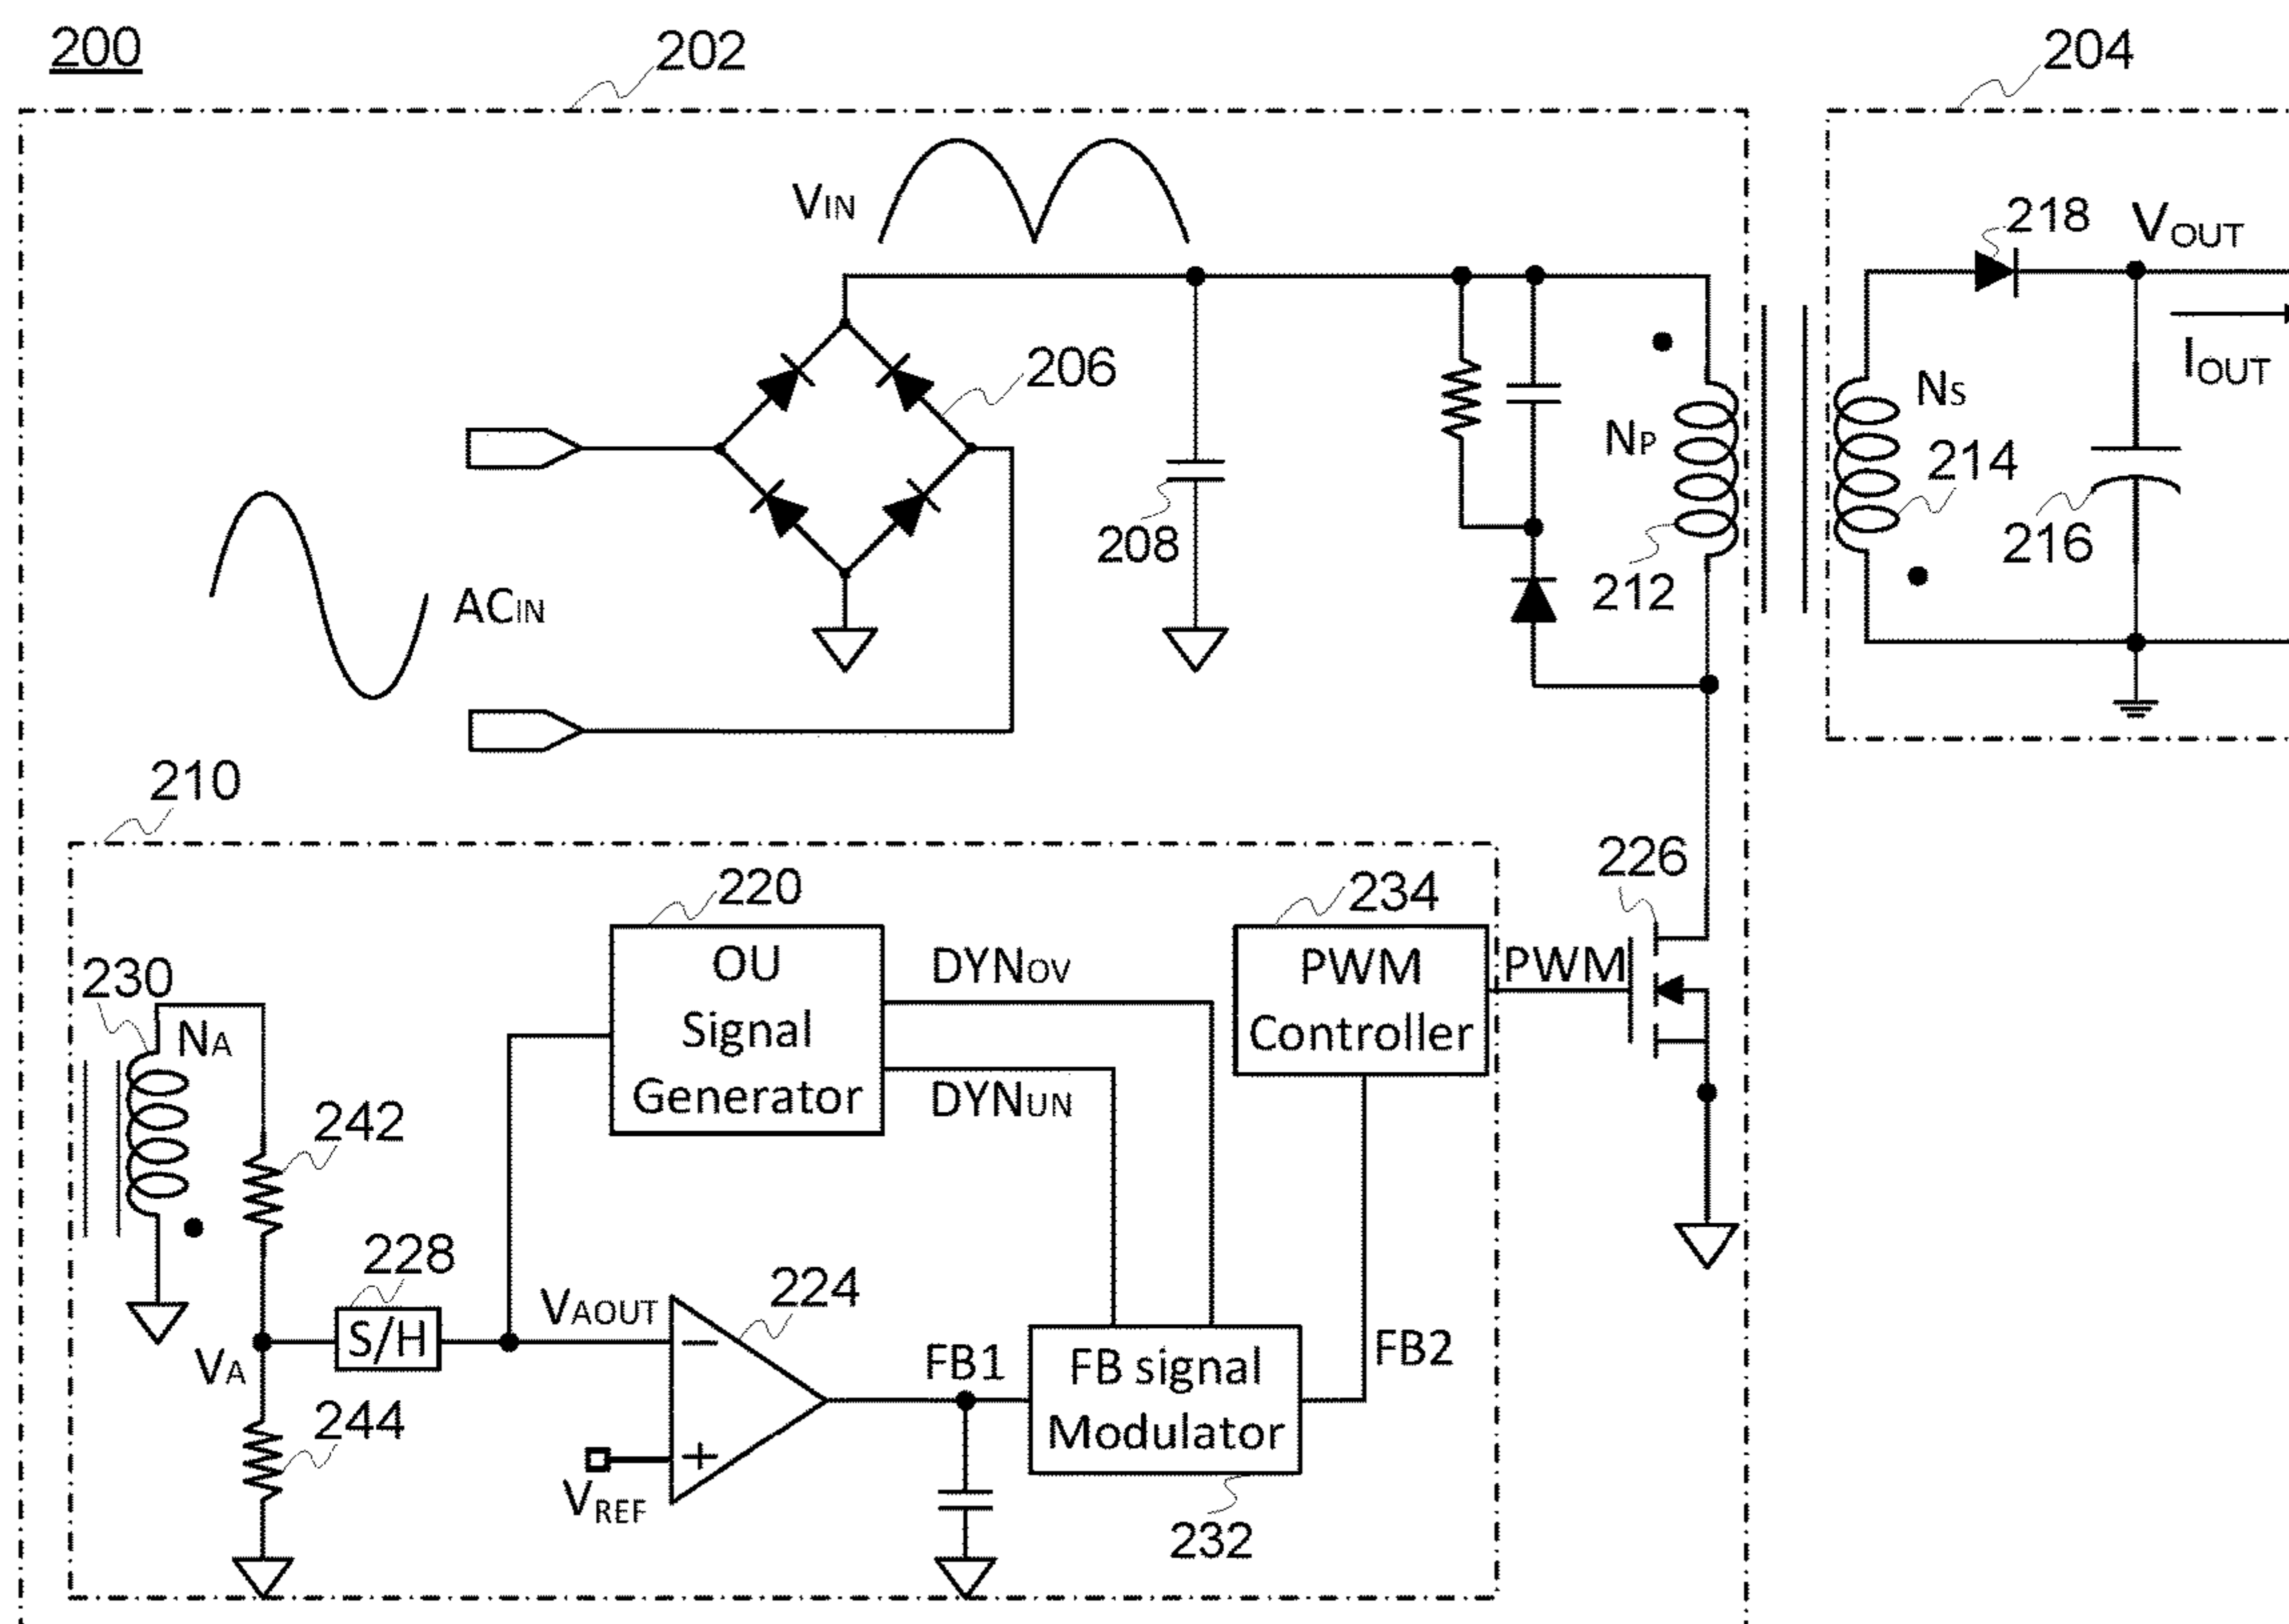 200
202
204
VIN
218
VOUT
206
IOUT
NS
NP
214
208
216
212
ACIN
210
226
220
234
OU
Signal
Generator
DYNOV
DYNUN
PWM
Controller
PWM
230
NA
242
228
S/H
VAOUT
224
VA
FB1
FB signal
Modulator
FB2
244
VREF
−
+
232